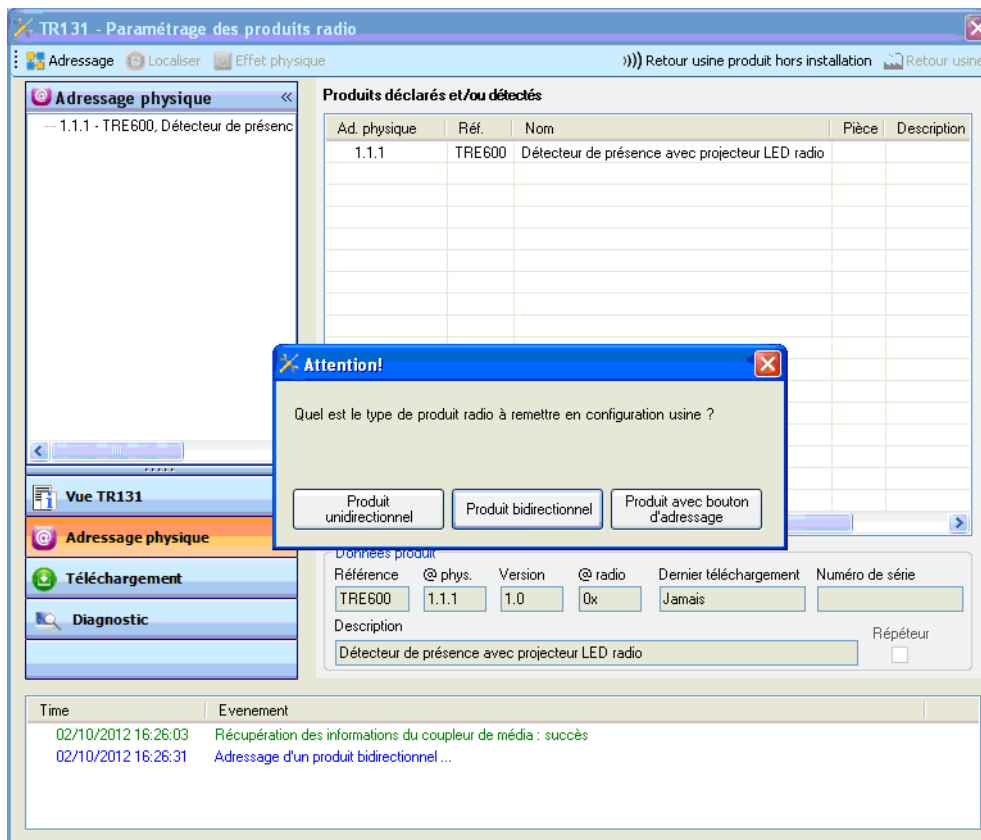 TR131 - Paramétrage des produits radio
Adressage Localiser Effet physique ))) Retour usine produit hors installation Retour usine
Adressage physique «
1.1.1 - TRE600, Détecteur de présenc
Produits déclarés et/ou détectés
Ad. physique Réf. Nom Pièce Description
1.1.1 TRE600 Détecteur de présence avec projecteur LED radio
Attention!
Quel est le type de produit radio à remettre en configuration usine ?
Produit unidirectionnel
Produit bidirectionnel
Produit avec bouton d'adressage
Vue TR131
Adressage physique
Téléchargement
Diagnostic
Données produit
Référence @ phys. Version @ radio Dernier téléchargement Numéro de série
TRE600 1.1.1 1.0 0x Jamais
Description
Répéteur
Détecteur de présence avec projecteur LED radio
Time Evenement
02/10/2012 16:26:03 Récupération des informations du coupleur de média : succès
02/10/2012 16:26:31 Adressage d'un produit bidirectionnel ...